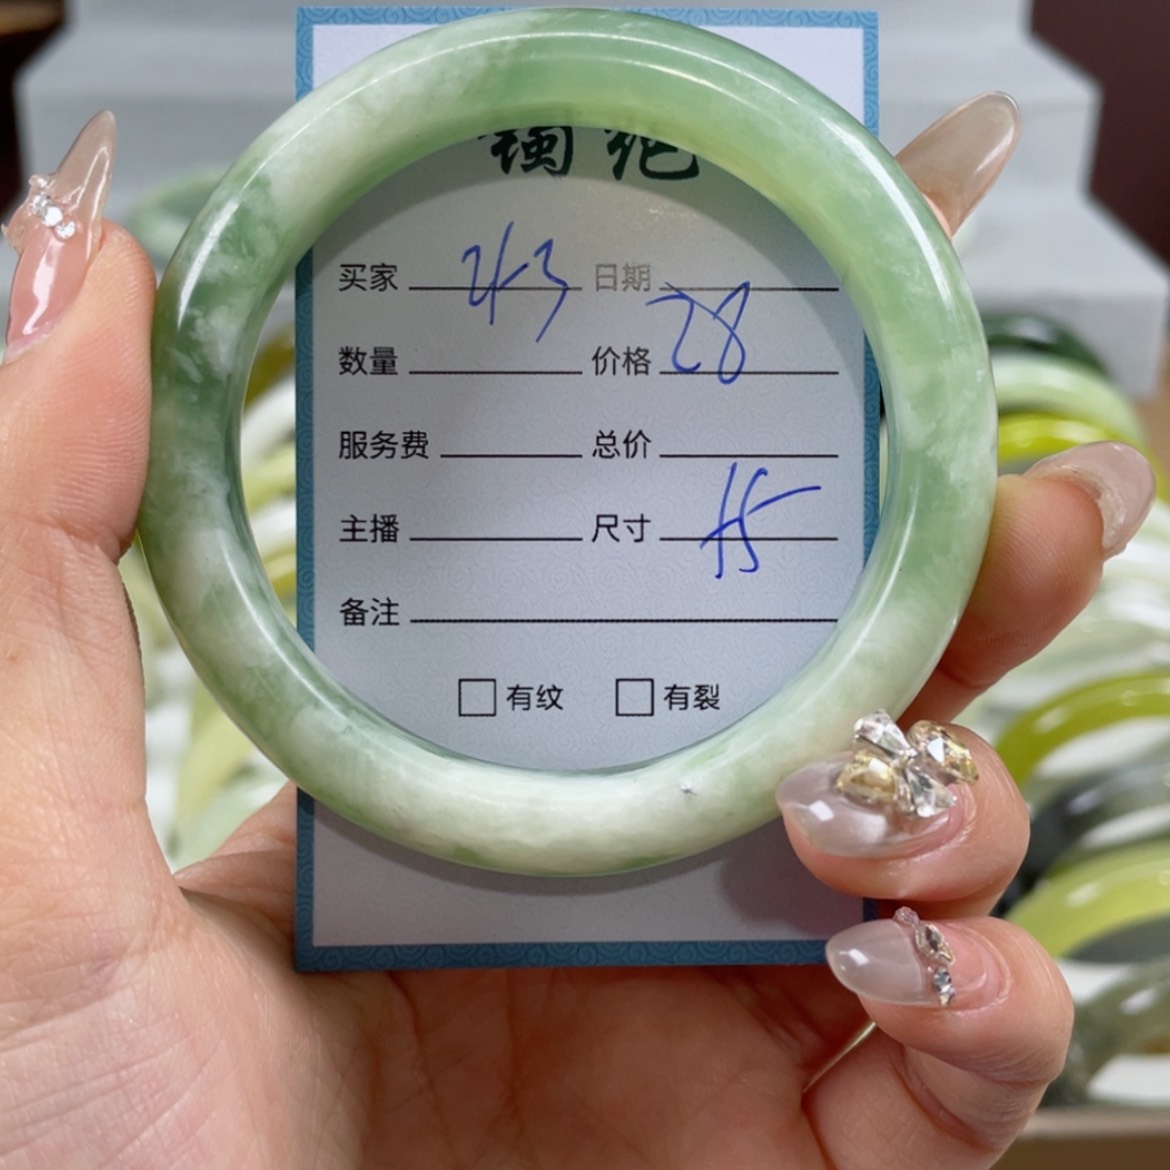 买家 243 日期
数量 价格 28
服务费 总价
主播 尺寸
备注
□有纹 □有裂